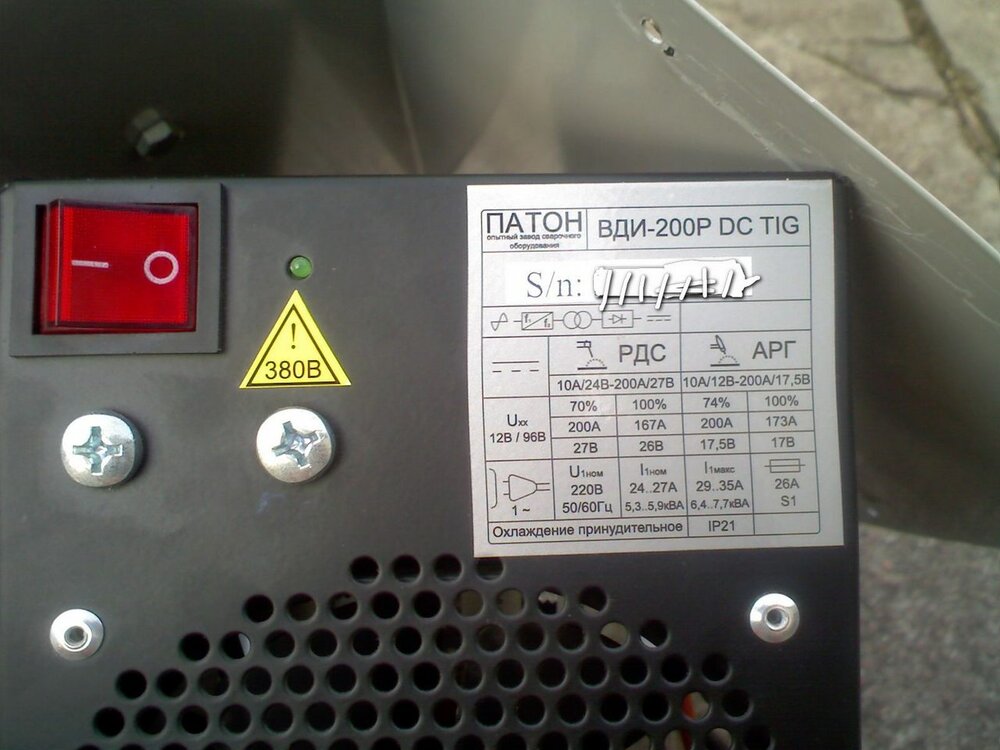 — O
!
380В
ПАТОН
опытный завод сварочного
оборудования
ВДИ-200Р DC TIG
S/n:
f₁ f₂
РДС АРГ
10А/24В-200А/27В 10А/12В-200А/17,5В
Uxx
12В / 96В
70% 100% 74% 100%
200А 167А 200А 173А
27В 26В 17,5В 17В
1 ~
U1ном I1ном I1макс
220В 24..27А 29..35А 26А
50/60Гц 5,3..5,9кВА 6,4..7,7кВА S1
Охлаждение принудительное IP21